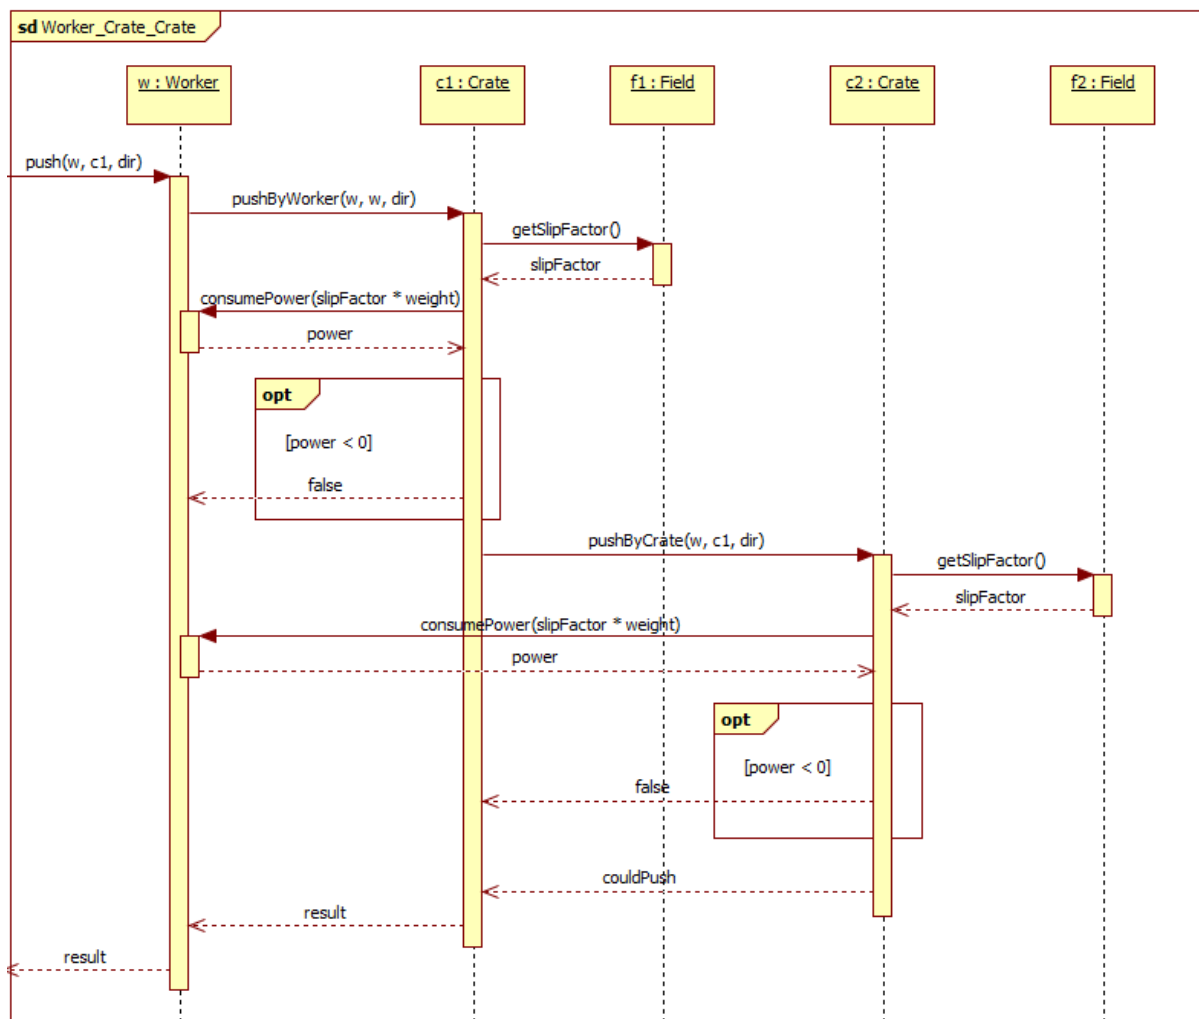 sd Worker_Crate_Crate
w : Worker
c1 : Crate
f1 : Field
c2 : Crate
f2 : Field
push(w, c1, dir)
pushByWorker(w, w, dir)
getSlipFactor()
slipFactor
consumePower(slipFactor * weight)
power
opt
[power < 0]
false
pushByCrate(w, c1, dir)
getSlipFactor()
slipFactor
consumePower(slipFactor * weight)
power
opt
[power < 0]
false
couldPush
result
result